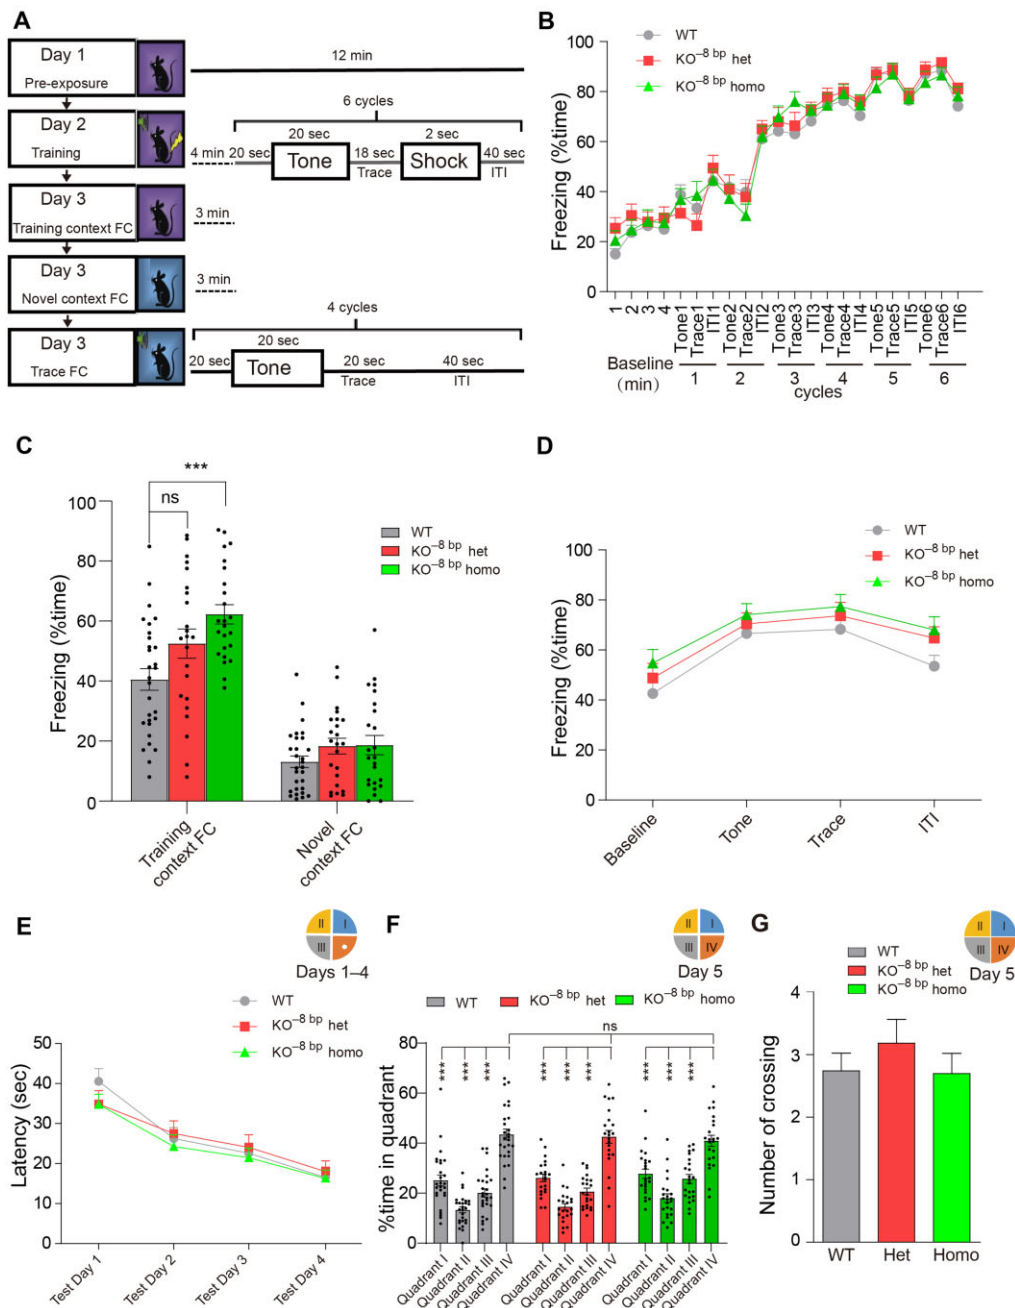 A
Day 1
Pre-exposure
12 min
Day 2
Training
6 cycles
4 min
20 sec
20 sec
Tone
18 sec
Trace
2 sec
Shock
40 sec
ITI
Day 3
Training context FC
3 min
Day 3
Novel context FC
3 min
Day 3
Trace FC
4 cycles
20 sec
20 sec
Tone
20 sec
Trace
40 sec
ITI
B
WT
KO–8 bp het
KO–8 bp homo
Freezing (%time)
100
80
60
40
20
0
1
2
3
4
Tone1
Trace1
ITI1
Tone2
Trace2
ITI2
Tone3
Trace3
ITI3
Tone4
Trace4
ITI4
Tone5
Trace5
ITI5
Tone6
Trace6
ITI6
Baseline
(min)
1 2 3 4 5 6
cycles
C
***
ns
Freezing (%time)
100
80
60
40
20
0
WT
KO–8 bp het
KO–8 bp homo
Training
context FC
Novel
context FC
D
WT
KO–8 bp het
KO–8 bp homo
Freezing (%time)
100
80
60
40
20
0
Baseline
Tone
Trace
ITI
E
II I
III
Days 1–4
WT
KO–8 bp het
KO–8 bp homo
Latency (sec)
50
40
30
20
10
0
Test Day 1
Test Day 2
Test Day 3
Test Day 4
F
II I
III IV
Day 5
WT
KO–8 bp het
KO–8 bp homo
ns
*** *** *** *** *** *** *** *** ***
%time in quadrant
80
60
40
20
0
Quadrant I
Quadrant II
Quadrant III
Quadrant IV
Quadrant I
Quadrant II
Quadrant III
Quadrant IV
Quadrant I
Quadrant II
Quadrant III
Quadrant IV
G
II I
III IV
Day 5
WT
KO–8 bp het
KO–8 bp homo
Number of crossing
4
3
2
1
0
WT
Het
Homo